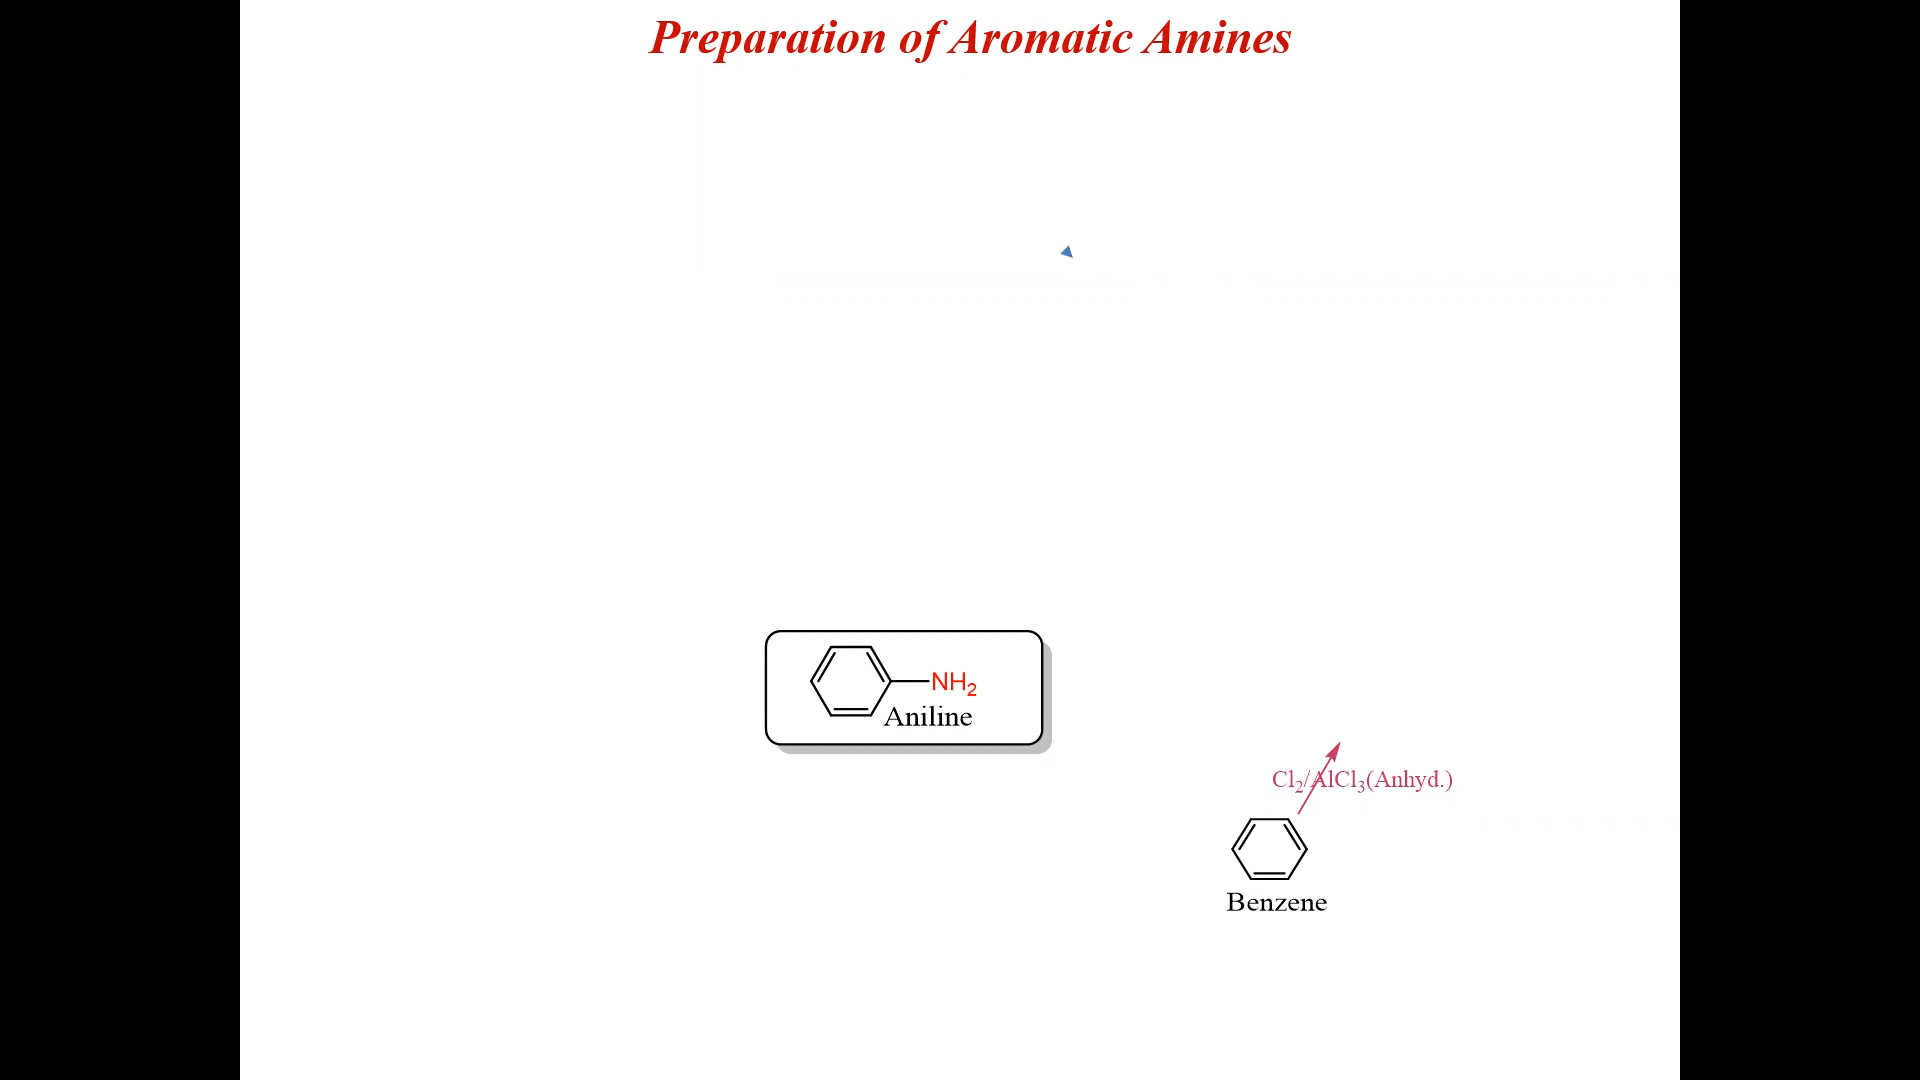 Preparation of Aromatic Amines
NH2
Aniline
Cl2/AlCl3(Anhyd.)
Benzene